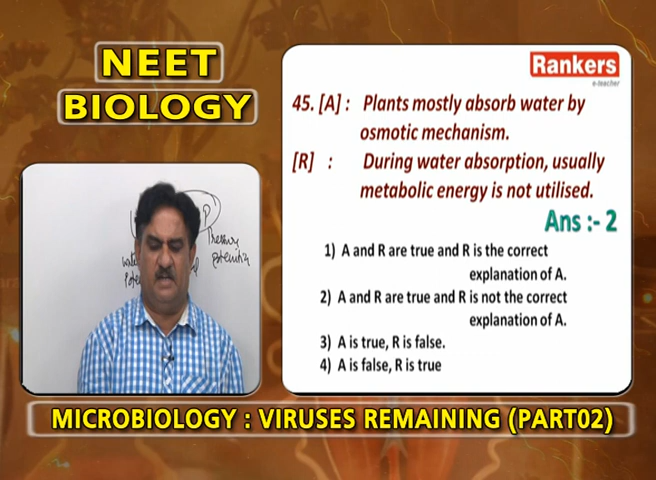 NEET
BIOLOGY
Rankers
e-teacher
45. [A] : Plants mostly absorb water by
osmotic mechanism.
[R] : During water absorption, usually
metabolic energy is not utilised.
Ans :- 2
1) A and R are true and R is the correct
explanation of A.
2) A and R are true and R is not the correct
explanation of A.
3) A is true, R is false.
4) A is false, R is true
P
Pressure
potential
MICROBIOLOGY : VIRUSES REMAINING (PART02)